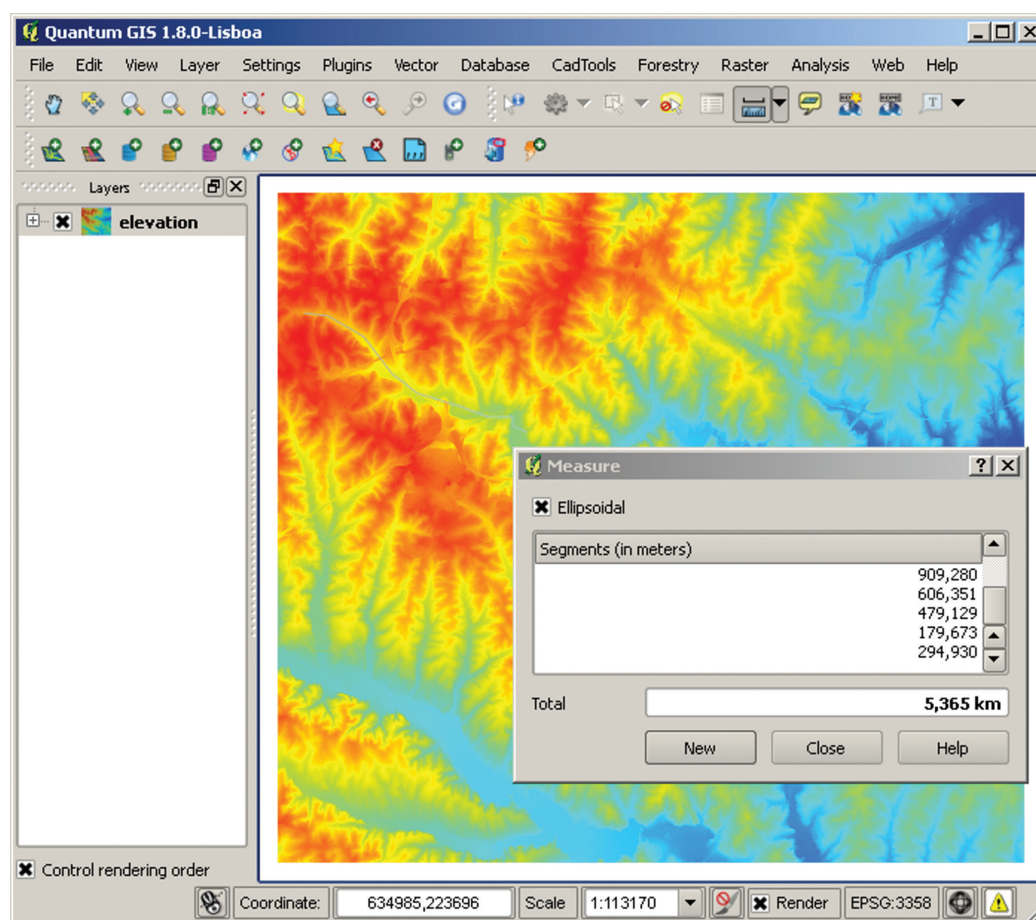 Quantum GIS 1.8.0-Lisboa
File Edit View Layer Settings Plugins Vector Database CadTools Forestry Raster Analysis Web Help
Layers
elevation
Measure
Ellipsoidal
Segments (in meters)
909,280
606,351
479,129
179,673
294,930
Total 5,365 km
New Close Help
Control rendering order
Coordinate: 634985,223696 Scale 1:113170 Render EPSG:3358